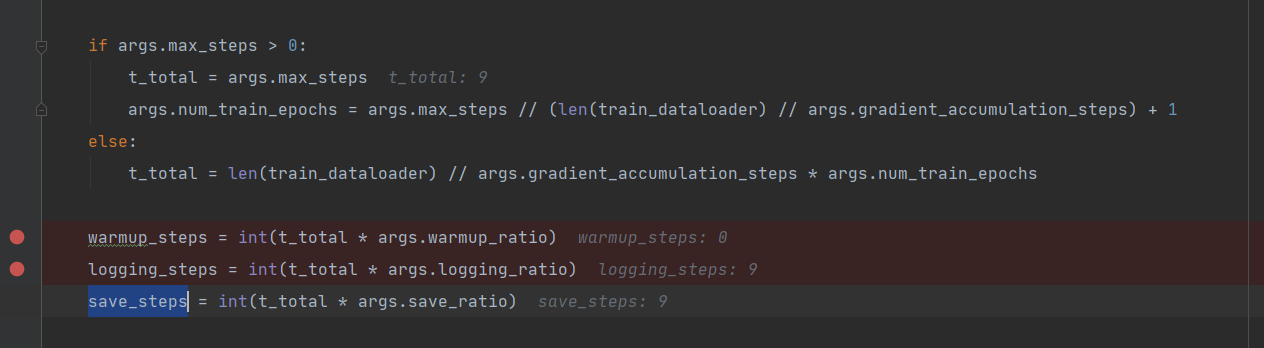 if args.max_steps > 0:
t_total = args.max_steps t_total: 9
args.num_train_epochs = args.max_steps // (len(train_dataloader) // args.gradient_accumulation_steps) + 1
else:
t_total = len(train_dataloader) // args.gradient_accumulation_steps * args.num_train_epochs
warmup_steps = int(t_total * args.warmup_ratio) warmup_steps: 0
logging_steps = int(t_total * args.logging_ratio) logging_steps: 9
save_steps = int(t_total * args.save_ratio) save_steps: 9